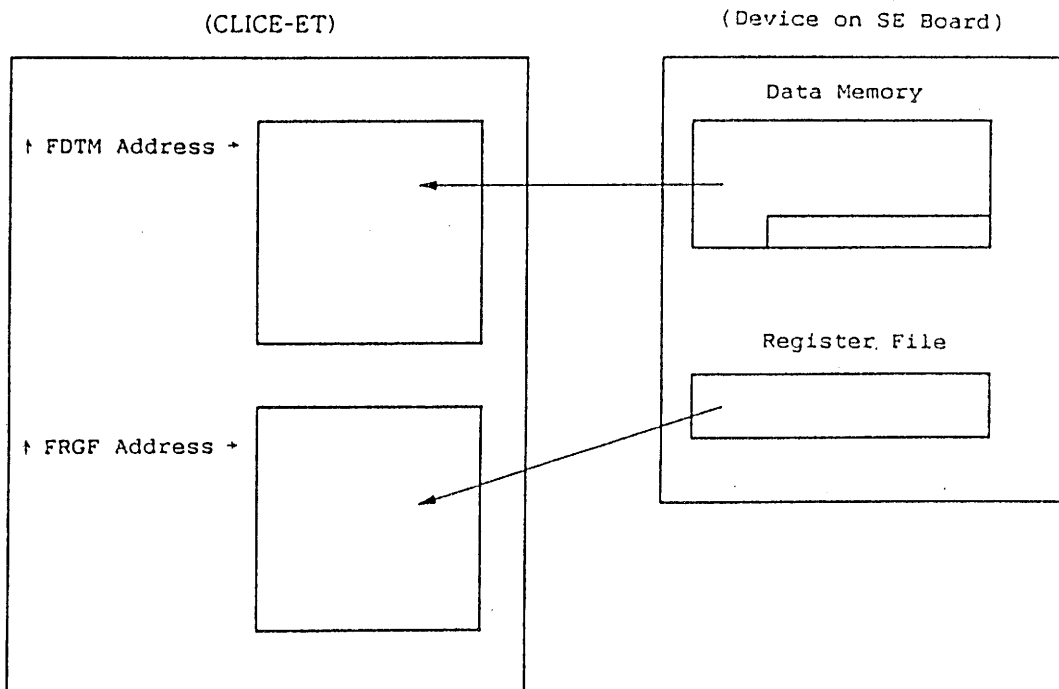 (CLICE-ET)
(Device on SE Board)
Data Memory
↑ FDTM Address →
Register File
↑ FRGF Address →